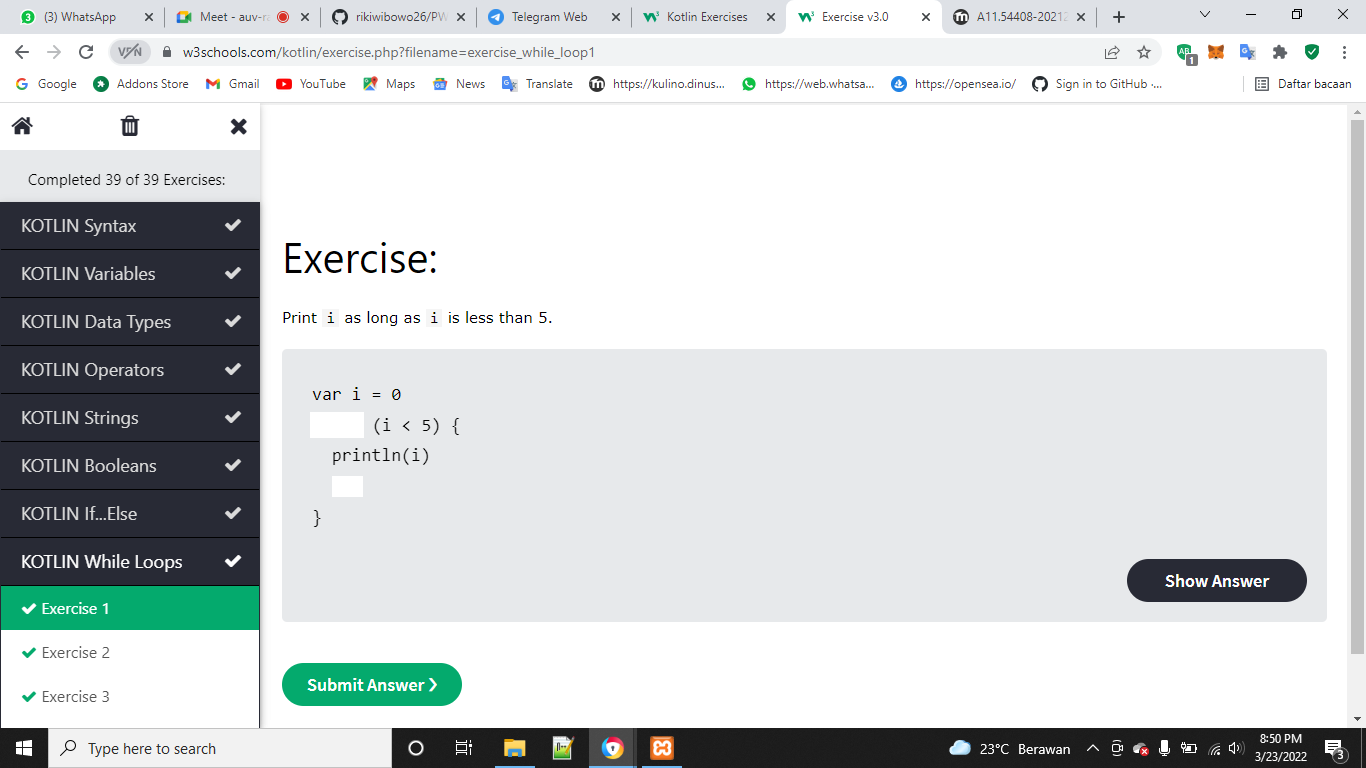 (3) WhatsApp
Meet - auv-r
rikiwibowo26/PW
Telegram Web
Kotlin Exercises
Exercise v3.0
A11.54408-2021
VPN
w3schools.com/kotlin/exercise.php?filename=exercise_while_loop1
1
Google
Addons Store
Gmail
YouTube
Maps
News
Translate
https://kulino.dinus...
https://web.whatsa...
https://opensea.io/
Sign in to GitHub ·...
Daftar bacaan
Completed 39 of 39 Exercises:
KOTLIN Syntax
KOTLIN Variables
KOTLIN Data Types
KOTLIN Operators
KOTLIN Strings
KOTLIN Booleans
KOTLIN If...Else
KOTLIN While Loops
Exercise 1
Exercise 2
Exercise 3
Exercise:
Print i as long as i is less than 5.
var i = 0
(i < 5) {
println(i)
}
Show Answer
Submit Answer ❯
Type here to search
23°C Berawan
8:50 PM
3/23/2022
3